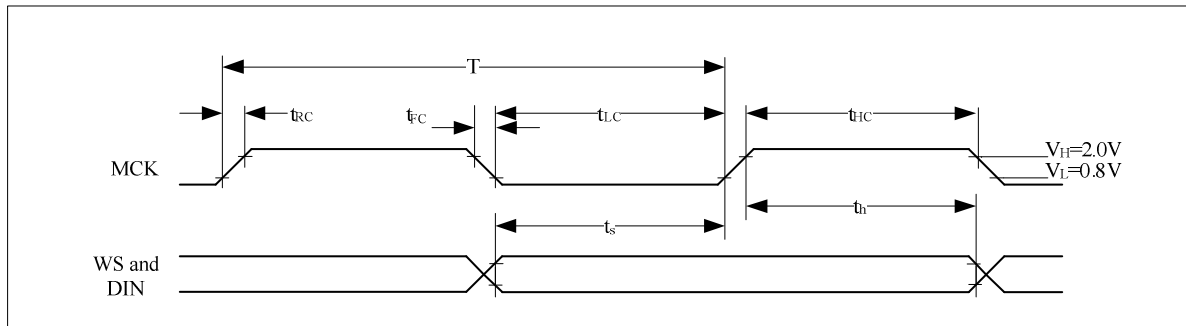 T
tRC
tFC
tLC
tHC
MCK
VH=2.0V
VL=0.8V
ts
th
WS and
DIN